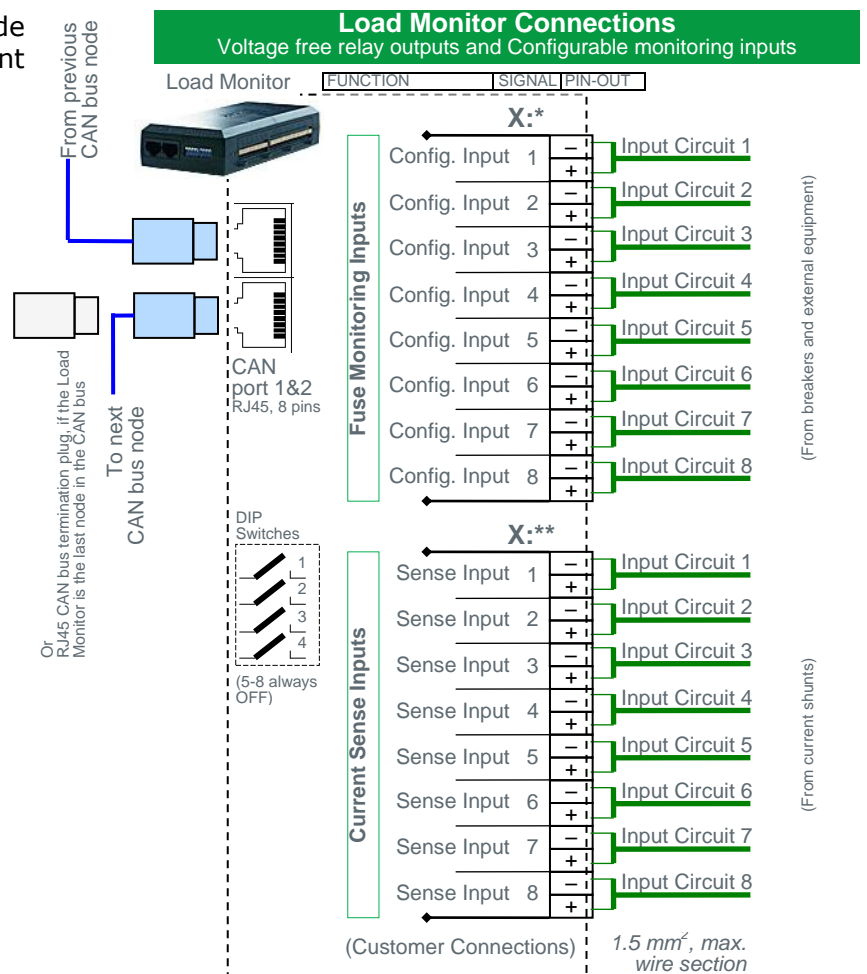 de
nt
Load Monitor Connections
Voltage free relay outputs and Configurable monitoring inputs
From previous
CAN bus node
Load Monitor
FUNCTION SIGNAL PIN-OUT
X:*
Fuse Monitoring Inputs
Config. Input 1 − + Input Circuit 1
Config. Input 2 − + Input Circuit 2
Config. Input 3 − + Input Circuit 3
Config. Input 4 − + Input Circuit 4
Config. Input 5 − + Input Circuit 5
Config. Input 6 − + Input Circuit 6
Config. Input 7 − + Input Circuit 7
Config. Input 8 − + Input Circuit 8
(From breakers and external equipment)
CAN
port 1&2
RJ45, 8 pins
To next
CAN bus node
Or
RJ45 CAN bus termination plug, if the Load
Monitor is the last node in the CAN bus
DIP
Switches
1
2
3
4
(5-8 always
OFF)
X:**
Current Sense Inputs
Sense Input 1 − + Input Circuit 1
Sense Input 2 − + Input Circuit 2
Sense Input 3 − + Input Circuit 3
Sense Input 4 − + Input Circuit 4
Sense Input 5 − + Input Circuit 5
Sense Input 6 − + Input Circuit 6
Sense Input 7 − + Input Circuit 7
Sense Input 8 − + Input Circuit 8
(From current shunts)
(Customer Connections)
1.5 mm², max.
wire section